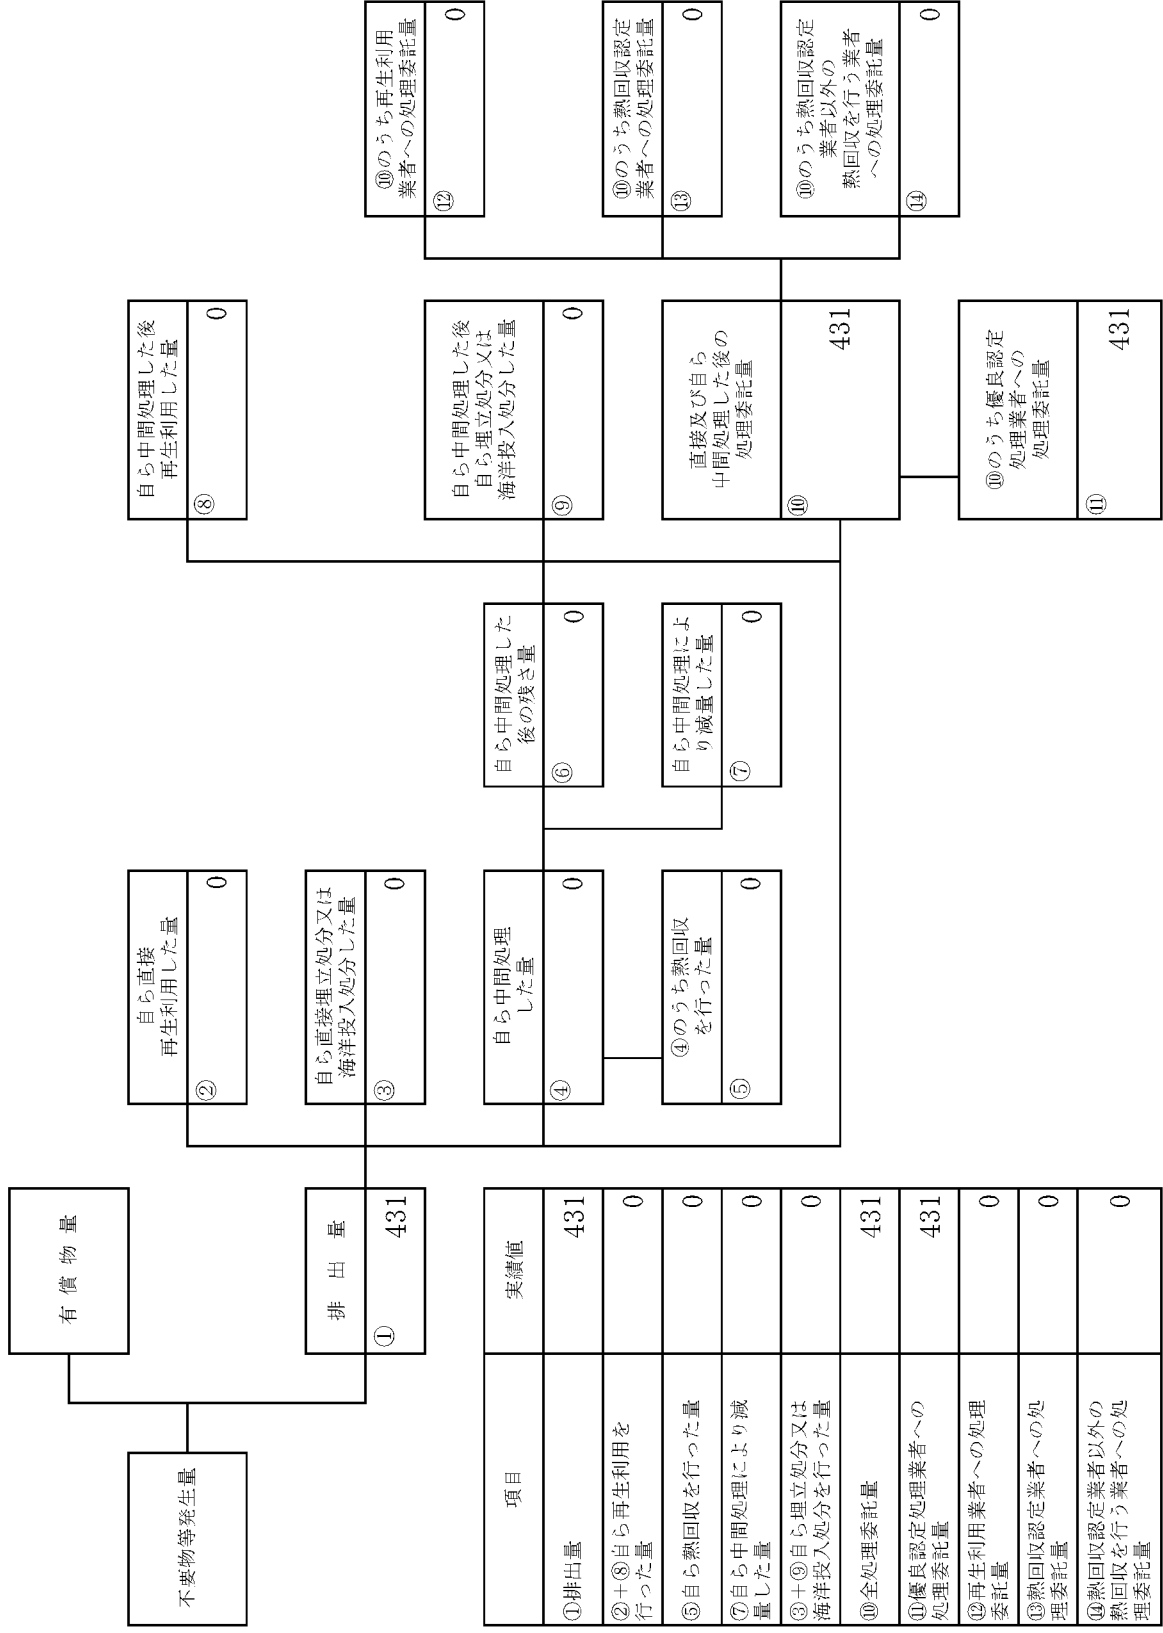 不要物等発生量
有償物量
排出量
①
431
自ら直接
再生利用した量
②
0
自ら直接埋立処分又は
海洋投入処分した量
③
0
自ら中間処理
した量
④
0
④のうち熱回収
を行った量
⑤
0
自ら中間処理した
後の残さ量
⑥
0
自ら中間処理によ
り減量した量
⑦
0
自ら中間処理した後
再生利用した量
⑧
0
自ら中間処理した後
自ら埋立処分又は
海洋投入処分した量
⑨
0
直接及び自ら
中間処理した後の
処理委託量
⑩
431
⑩のうち優良認定
処理業者への
処理委託量
⑪
431
⑩のうち再生利用
業者への処理委託量
⑫
0
⑩のうち熱回収認定
業者への処理委託量
⑬
0
⑩のうち熱回収認定
業者以外の
熱回収を行う業者
への処理委託量
⑭
0
項目 実績値
①排出量 431
②+⑧自ら再生利用を
行った量 0
⑤自ら熱回収を行った量 0
⑦自ら中間処理により減
量した量 0
③+⑨自ら埋立処分又は
海洋投入処分を行った量 0
⑩全処理委託量 431
⑪優良認定処理業者への
処理委託量 431
⑫再生利用業者への処理
委託量 0
⑬熱回収認定業者への処
理委託量 0
⑭熱回収認定業者以外の
熱回収を行う業者への処
理委託量 0